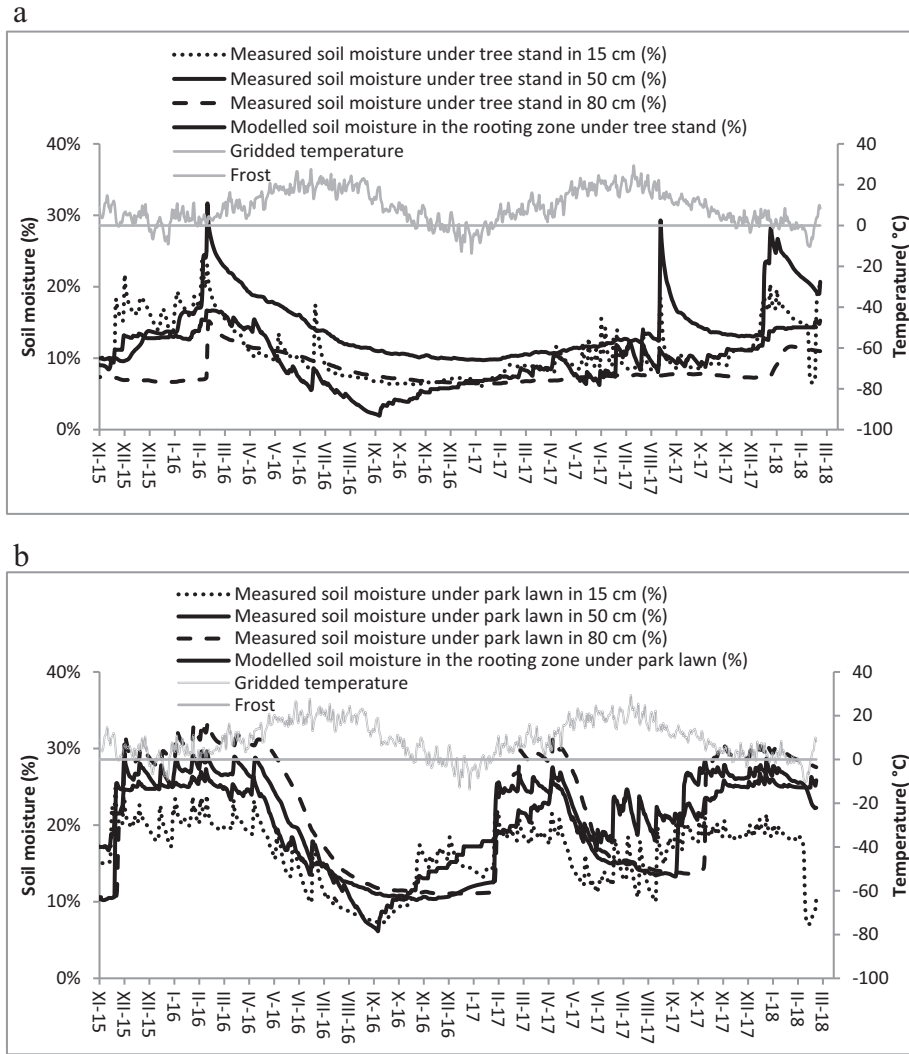 a
Measured soil moisture under tree stand in 15 cm (%)
Measured soil moisture under tree stand in 50 cm (%)
Measured soil moisture under tree stand in 80 cm (%)
Modelled soil moisture in the rooting zone under tree stand (%)
Gridded temperature
Frost
40%
30%
20%
10%
0%
Soil moisture (%)
40
20
0
-20
-40
-60
-80
-100
Temperature( °C)
XI-15
XII-15
XII-15
I-16
II-16
III-16
IV-16
V-16
VI-16
VII-16
VIII-16
IX-16
X-16
XI-16
XII-16
I-17
II-17
III-17
IV-17
V-17
VI-17
VII-17
VIII-17
IX-17
X-17
XI-17
XII-17
I-18
II-18
III-18
b
Measured soil moisture under park lawn in 15 cm (%)
Measured soil moisture under park lawn in 50 cm (%)
Measured soil moisture under park lawn in 80 cm (%)
Modelled soil moisture in the rooting zone under park lawn (%)
Gridded temperature
Frost
40%
30%
20%
10%
0%
Soil moisture (%)
40
20
0
-20
-40
-60
-80
-100
Temperature( °C)
XI-15
XII-15
XII-15
I-16
II-16
III-16
IV-16
V-16
VI-16
VII-16
VIII-16
IX-16
X-16
XI-16
XII-16
I-17
II-17
III-17
IV-17
V-17
VI-17
VII-17
VIII-17
IX-17
X-17
XI-17
XII-17
I-18
II-18
III-18